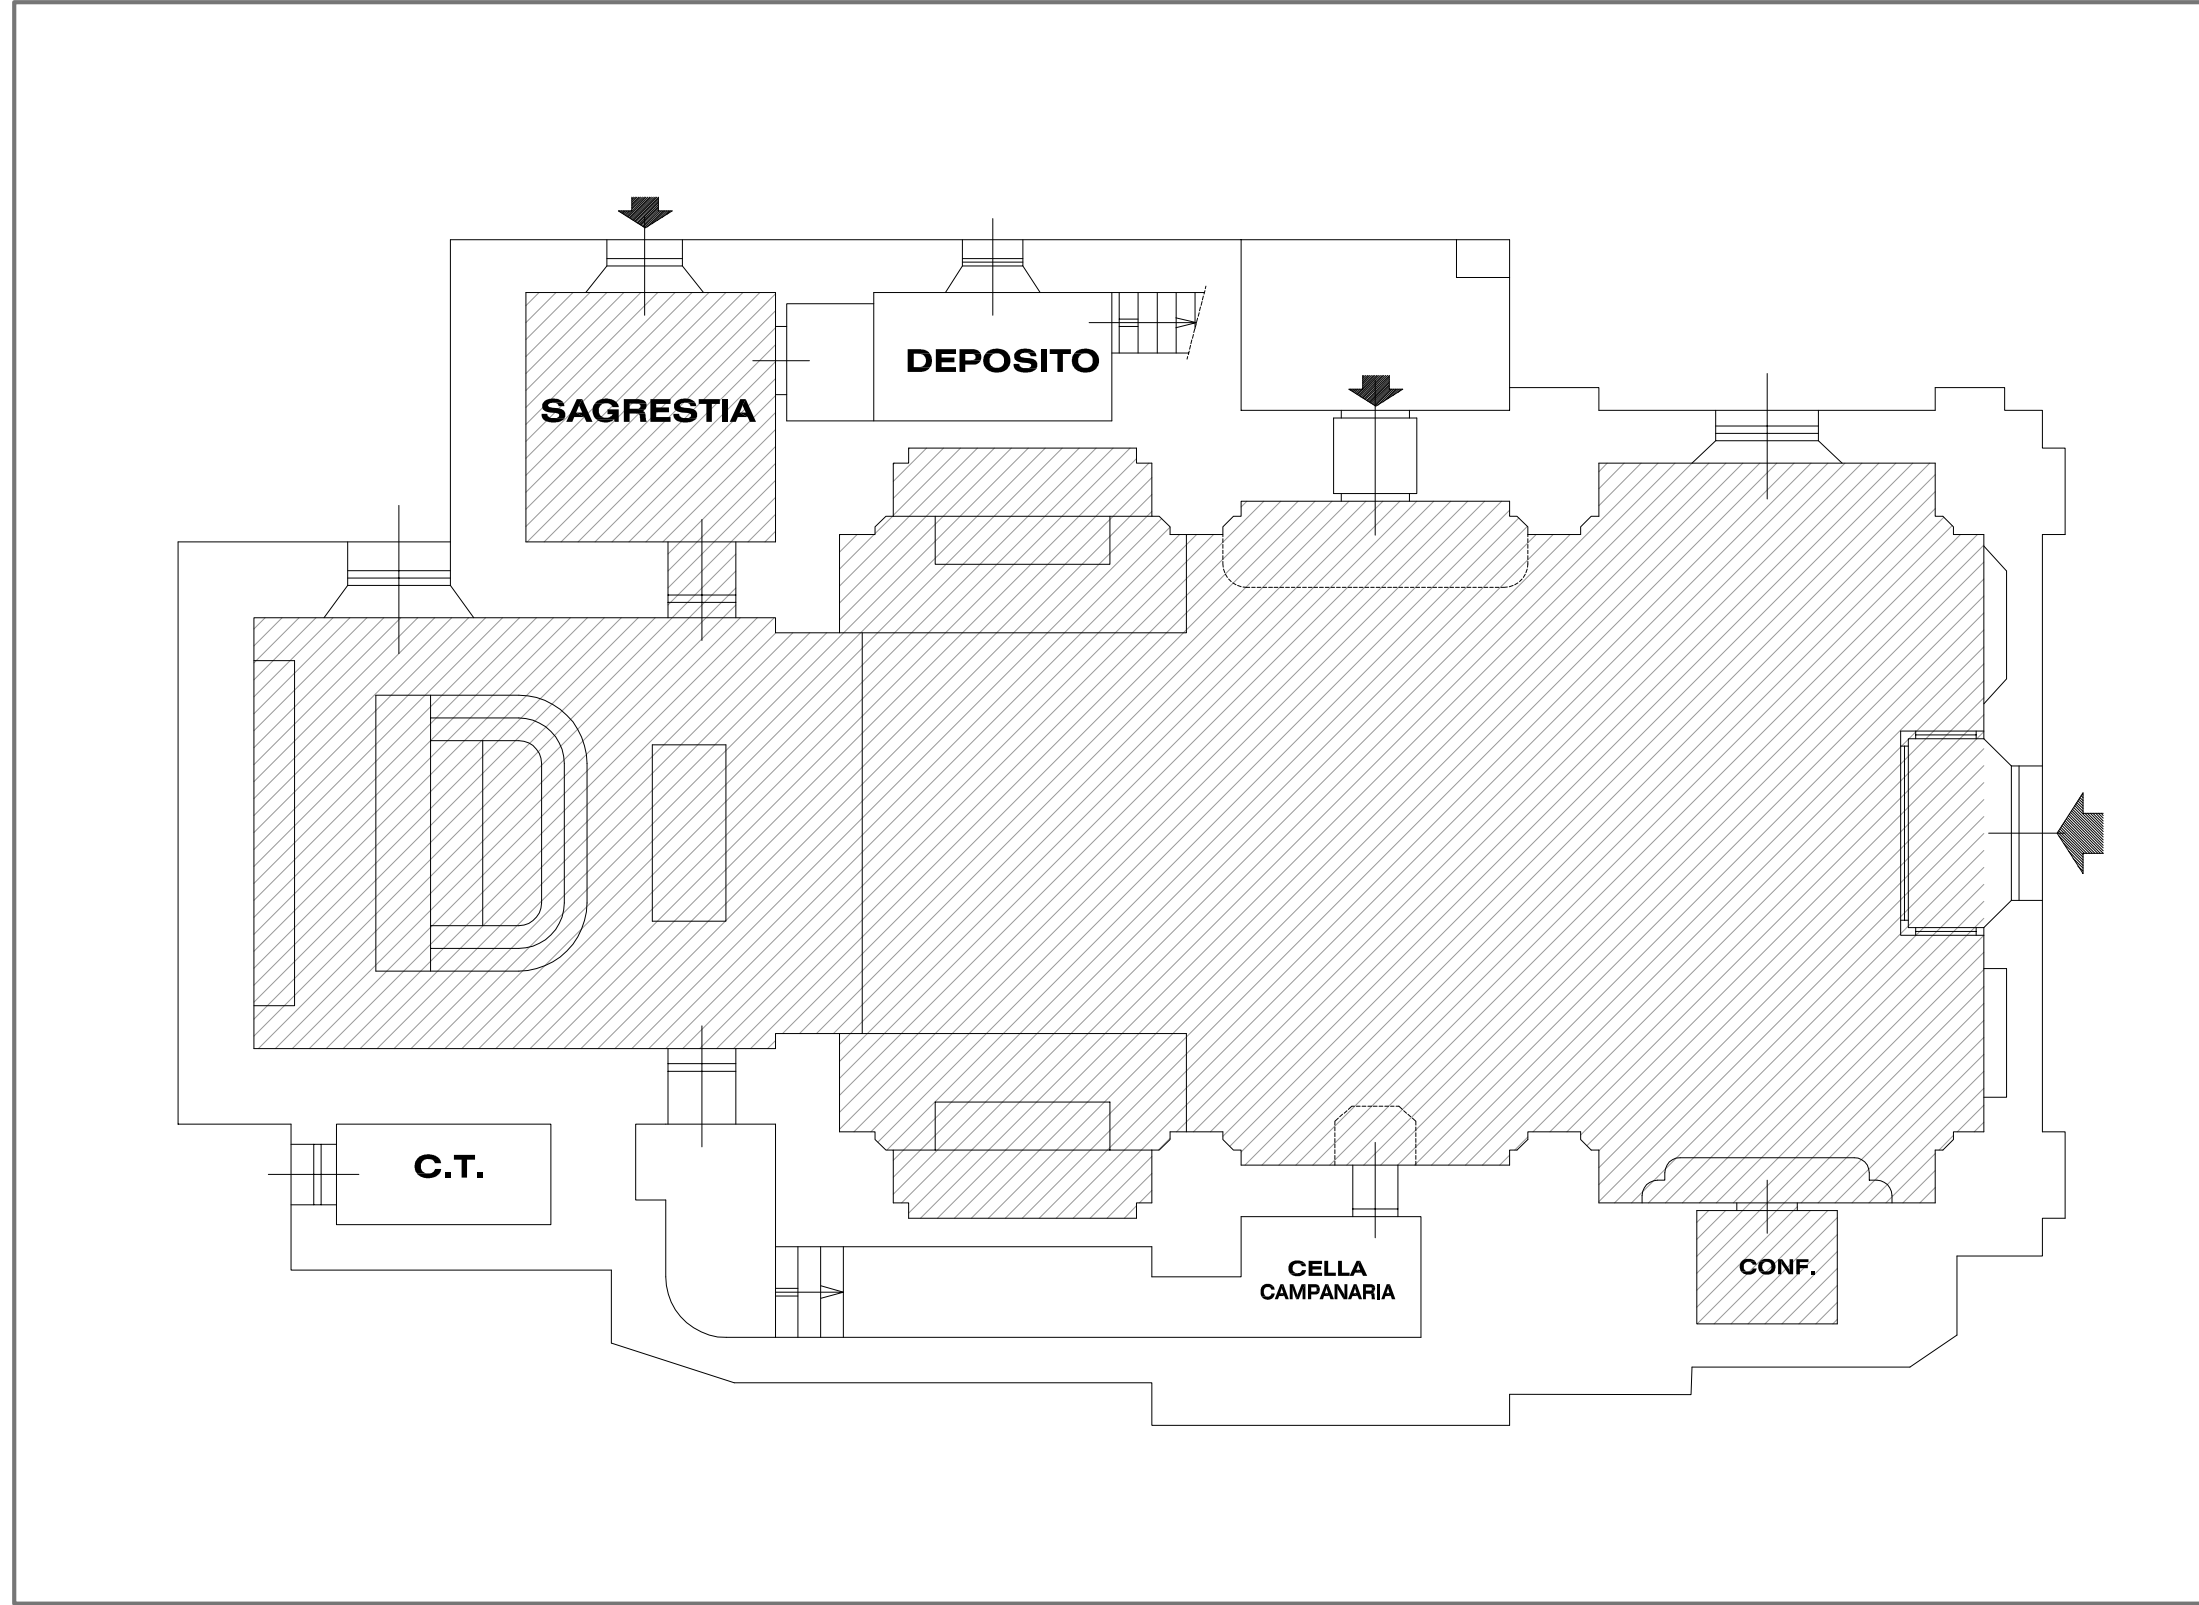 DEPOSITO
SAGRESTIA
C.T.
CELLA
CAMPANARIA
CONF.